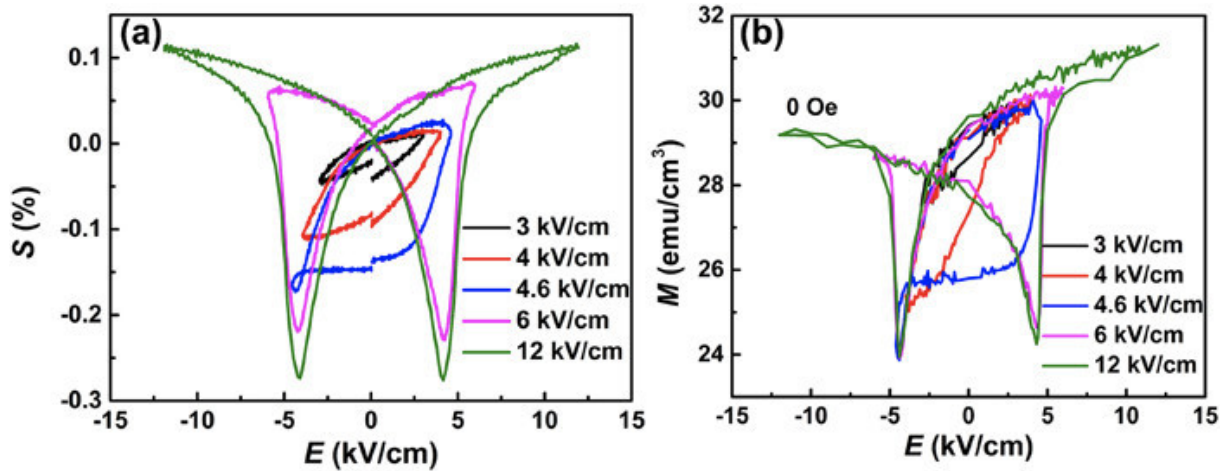 (a)
S (%)
0.1
0.0
-0.1
-0.2
-0.3
-15 -10 -5 0 5 10 15
E (kV/cm)
3 kV/cm
4 kV/cm
4.6 kV/cm
6 kV/cm
12 kV/cm
(b)
M (emu/cm³)
32
30
28
26
24
0 Oe
-15 -10 -5 0 5 10 15
E (kV/cm)
3 kV/cm
4 kV/cm
4.6 kV/cm
6 kV/cm
12 kV/cm